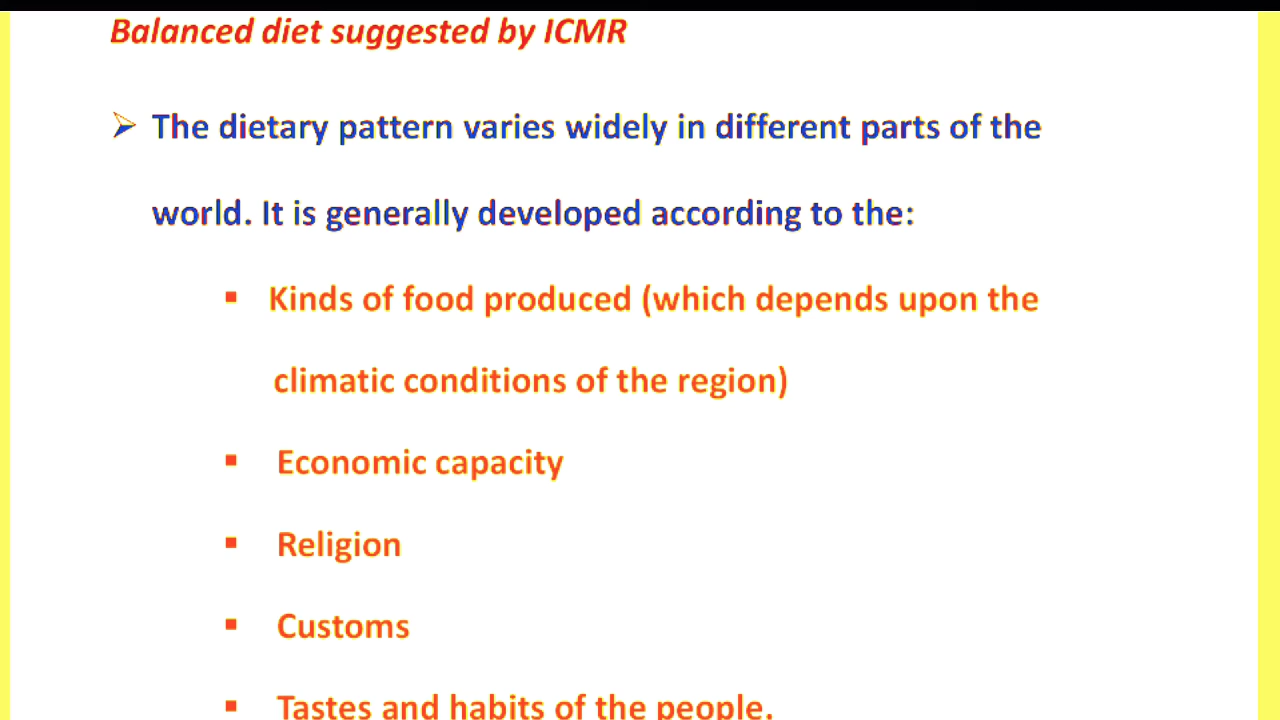 Balanced diet suggested by ICMR
➢ The dietary pattern varies widely in different parts of the
world. It is generally developed according to the:
▪ Kinds of food produced (which depends upon the
climatic conditions of the region)
▪ Economic capacity
▪ Religion
▪ Customs
▪ Tastes and habits of the people.